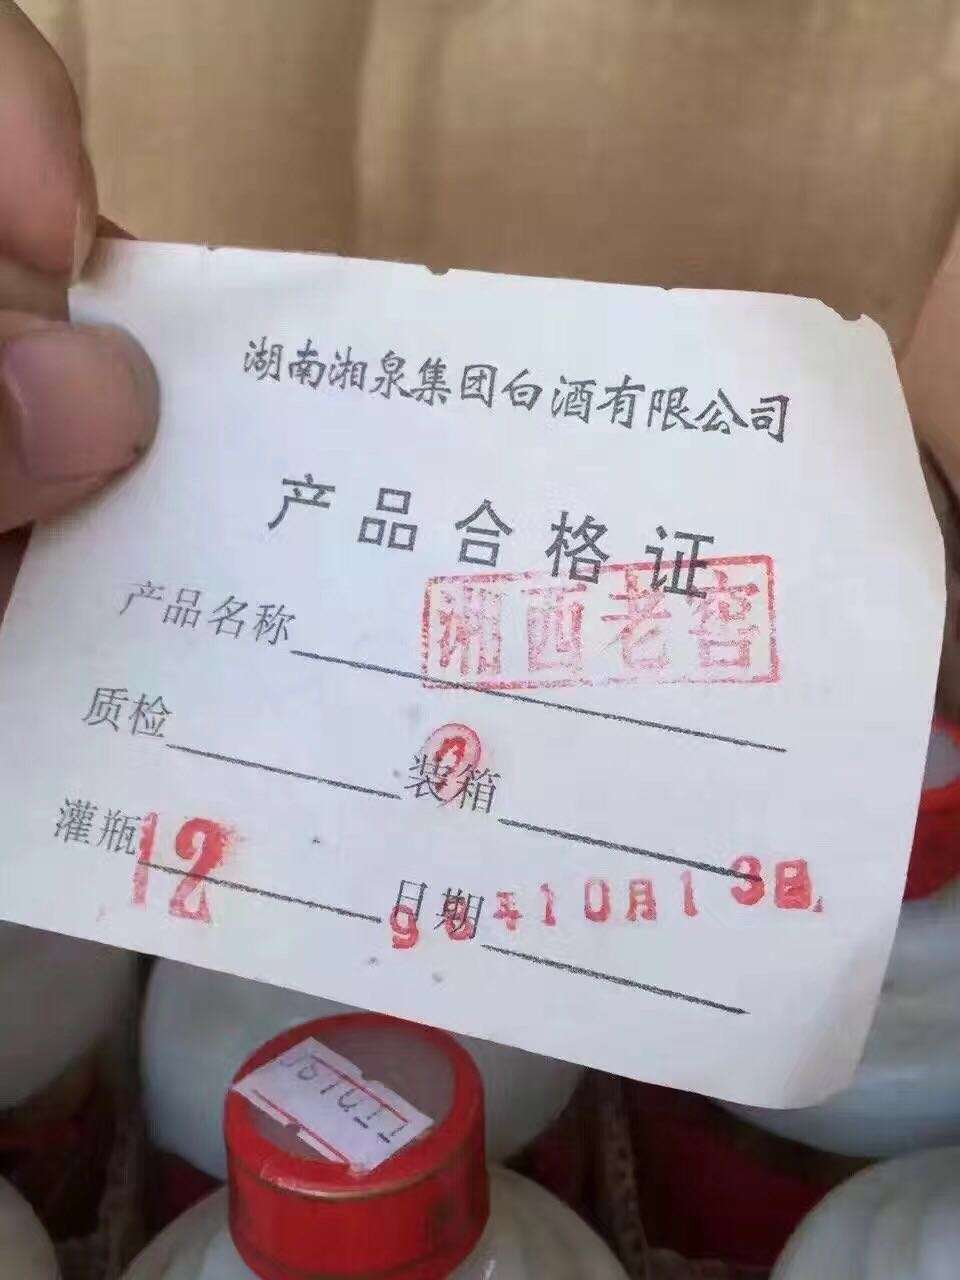 湖南湘泉集团白酒有限公司
产品合格证
产品名称 湘西老窖
质检 装箱
灌瓶 12 日期 98年10月13日